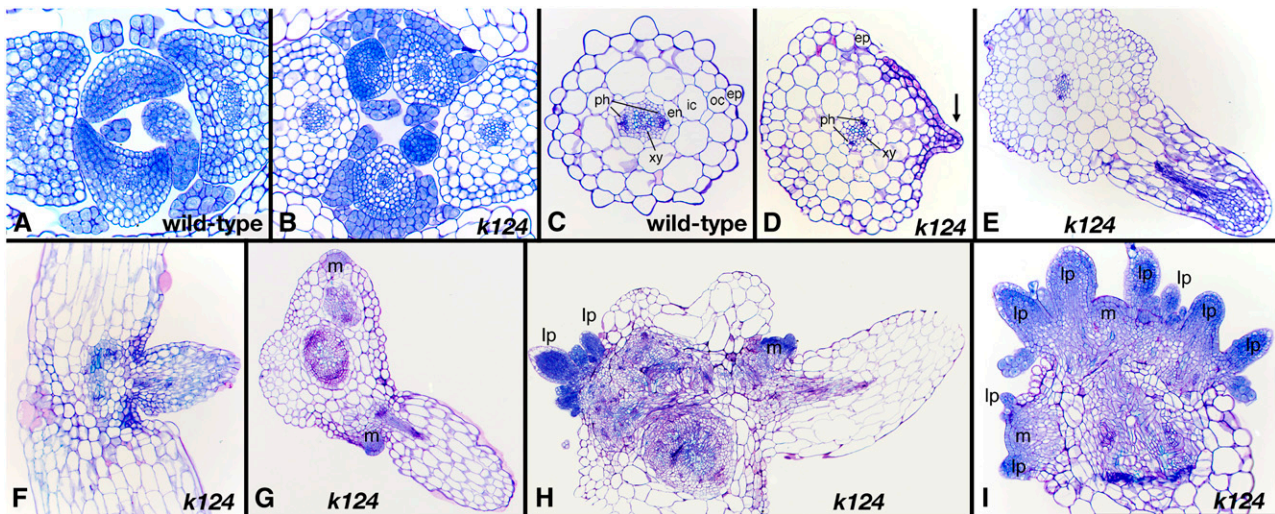 A wild-type
B k124
C wild-type
ph
en
ic
oc
ep
xy
D k124
ep
ph
xy
E k124
F k124
G k124
m
m
H k124
lp
lp
m
I k124
lp
lp
lp
m
lp
lp
lp
m
lp